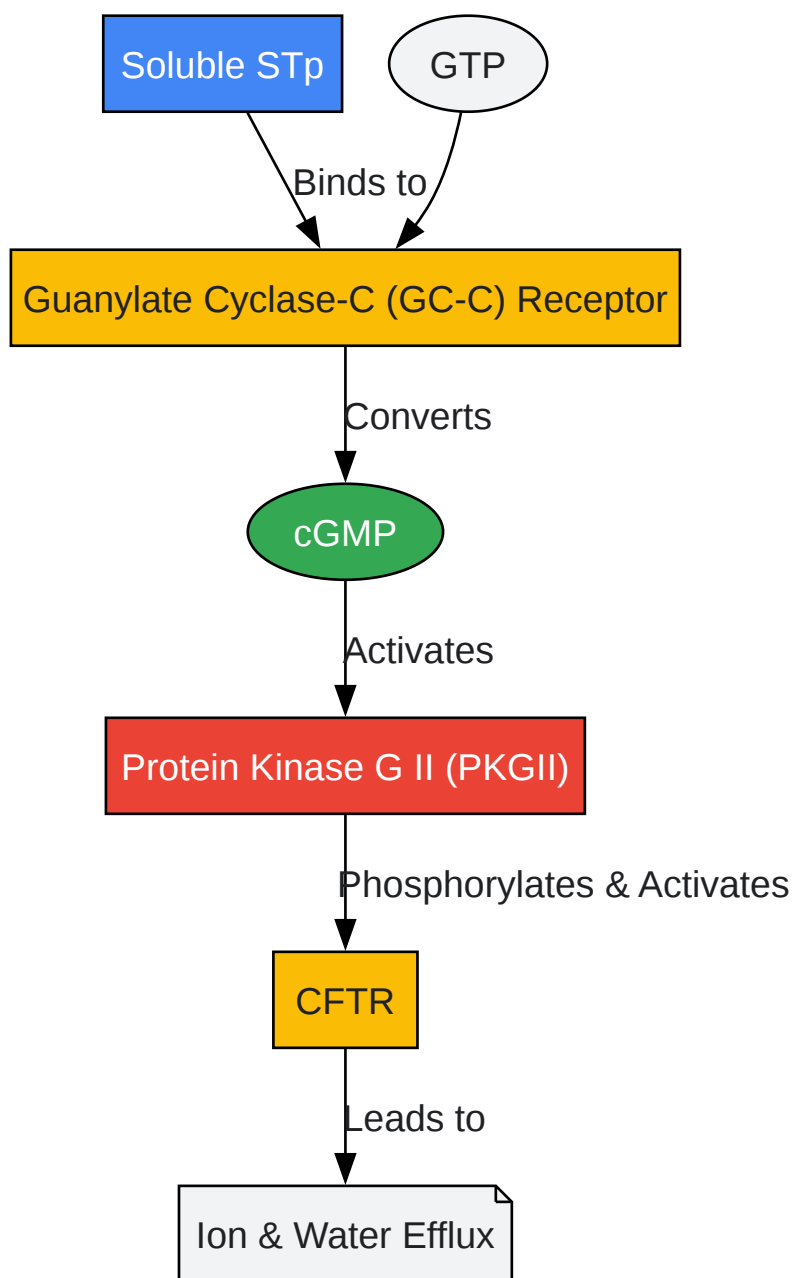 Soluble STp
GTP
Binds to
Guanylate Cyclase-C (GC-C) Receptor
Converts
cGMP
Activates
Protein Kinase G II (PKGII)
Phosphorylates & Activates
CFTR
Leads to
Ion & Water Efflux